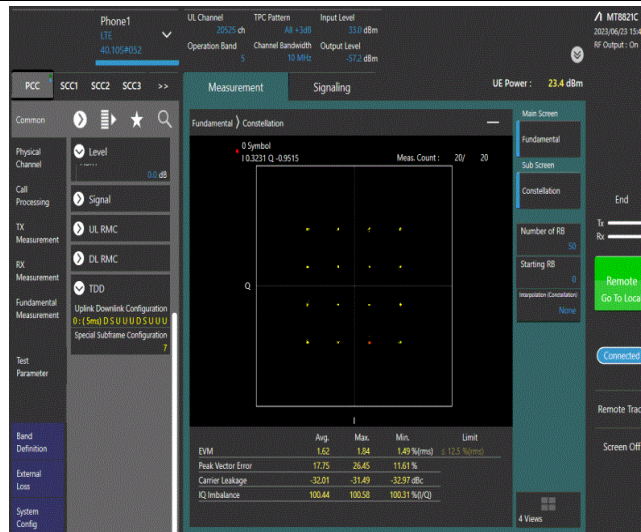 Phone1
LTE
40.105#052
UL Channel
20525 ch
Operation Band
5
TPC Pattern
All +3dB
Channel Bandwidth
10 MHz
Input Level
33.0 dBm
Output Level
-57.2 dBm
MT8821C
2023/06/23 15:4
RF Output : On
PCC SCC1 SCC2 SCC3 >>
Measurement
Signaling
UE Power : 23.4 dBm
Common
Physical
Channel
Call
Processing
TX
Measurement
RX
Measurement
Fundamental
Measurement
Test
Parameter
Band
Definition
External
Loss
System
Config
Level
0.0 dB
Signal
UL RMC
DL RMC
TDD
Uplink Downlink Configuration
0 : ( 5ms) D S U U U D S U U U
Special Subframe Configuration
7
Fundamental 〉 Constellation
0 Symbol
I 0.3231 Q -0.9515
Meas. Count : 20/ 20
Q
I
Avg. Max. Min. Limit
EVM 1.62 1.84 1.49 %(rms) ≤ 12.5 %(rms)
Peak Vector Error 17.75 26.45 11.61 %
Carrier Leakage -32.01 -31.49 -32.97 dBc
IQ Imbalance 100.44 100.58 100.31 %(I/Q)
Main Screen
Fundamental
Sub Screen
Constellation
Number of RB
50
Starting RB
0
Interpolation (Constellation)
None
4 Views
End
Tx
Rx
Remote
Go To Loca
Connected
Remote Trac
Screen Off